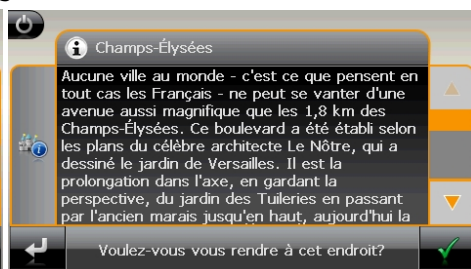 Champs-Élysées
Aucune ville au monde - c'est ce que pensent en
tout cas les Français - ne peut se vanter d'une
avenue aussi magnifique que les 1,8 km des
Champs-Élysées. Ce boulevard a été établi selon
les plans du célèbre architecte Le Nôtre, qui a
dessiné le jardin de Versailles. Il est la
prolongation dans l'axe, en gardant la
perspective, du jardin des Tuileries en passant
par l'ancien marais jusqu'en haut, aujourd'hui la
Voulez-vous vous rendre à cet endroit?